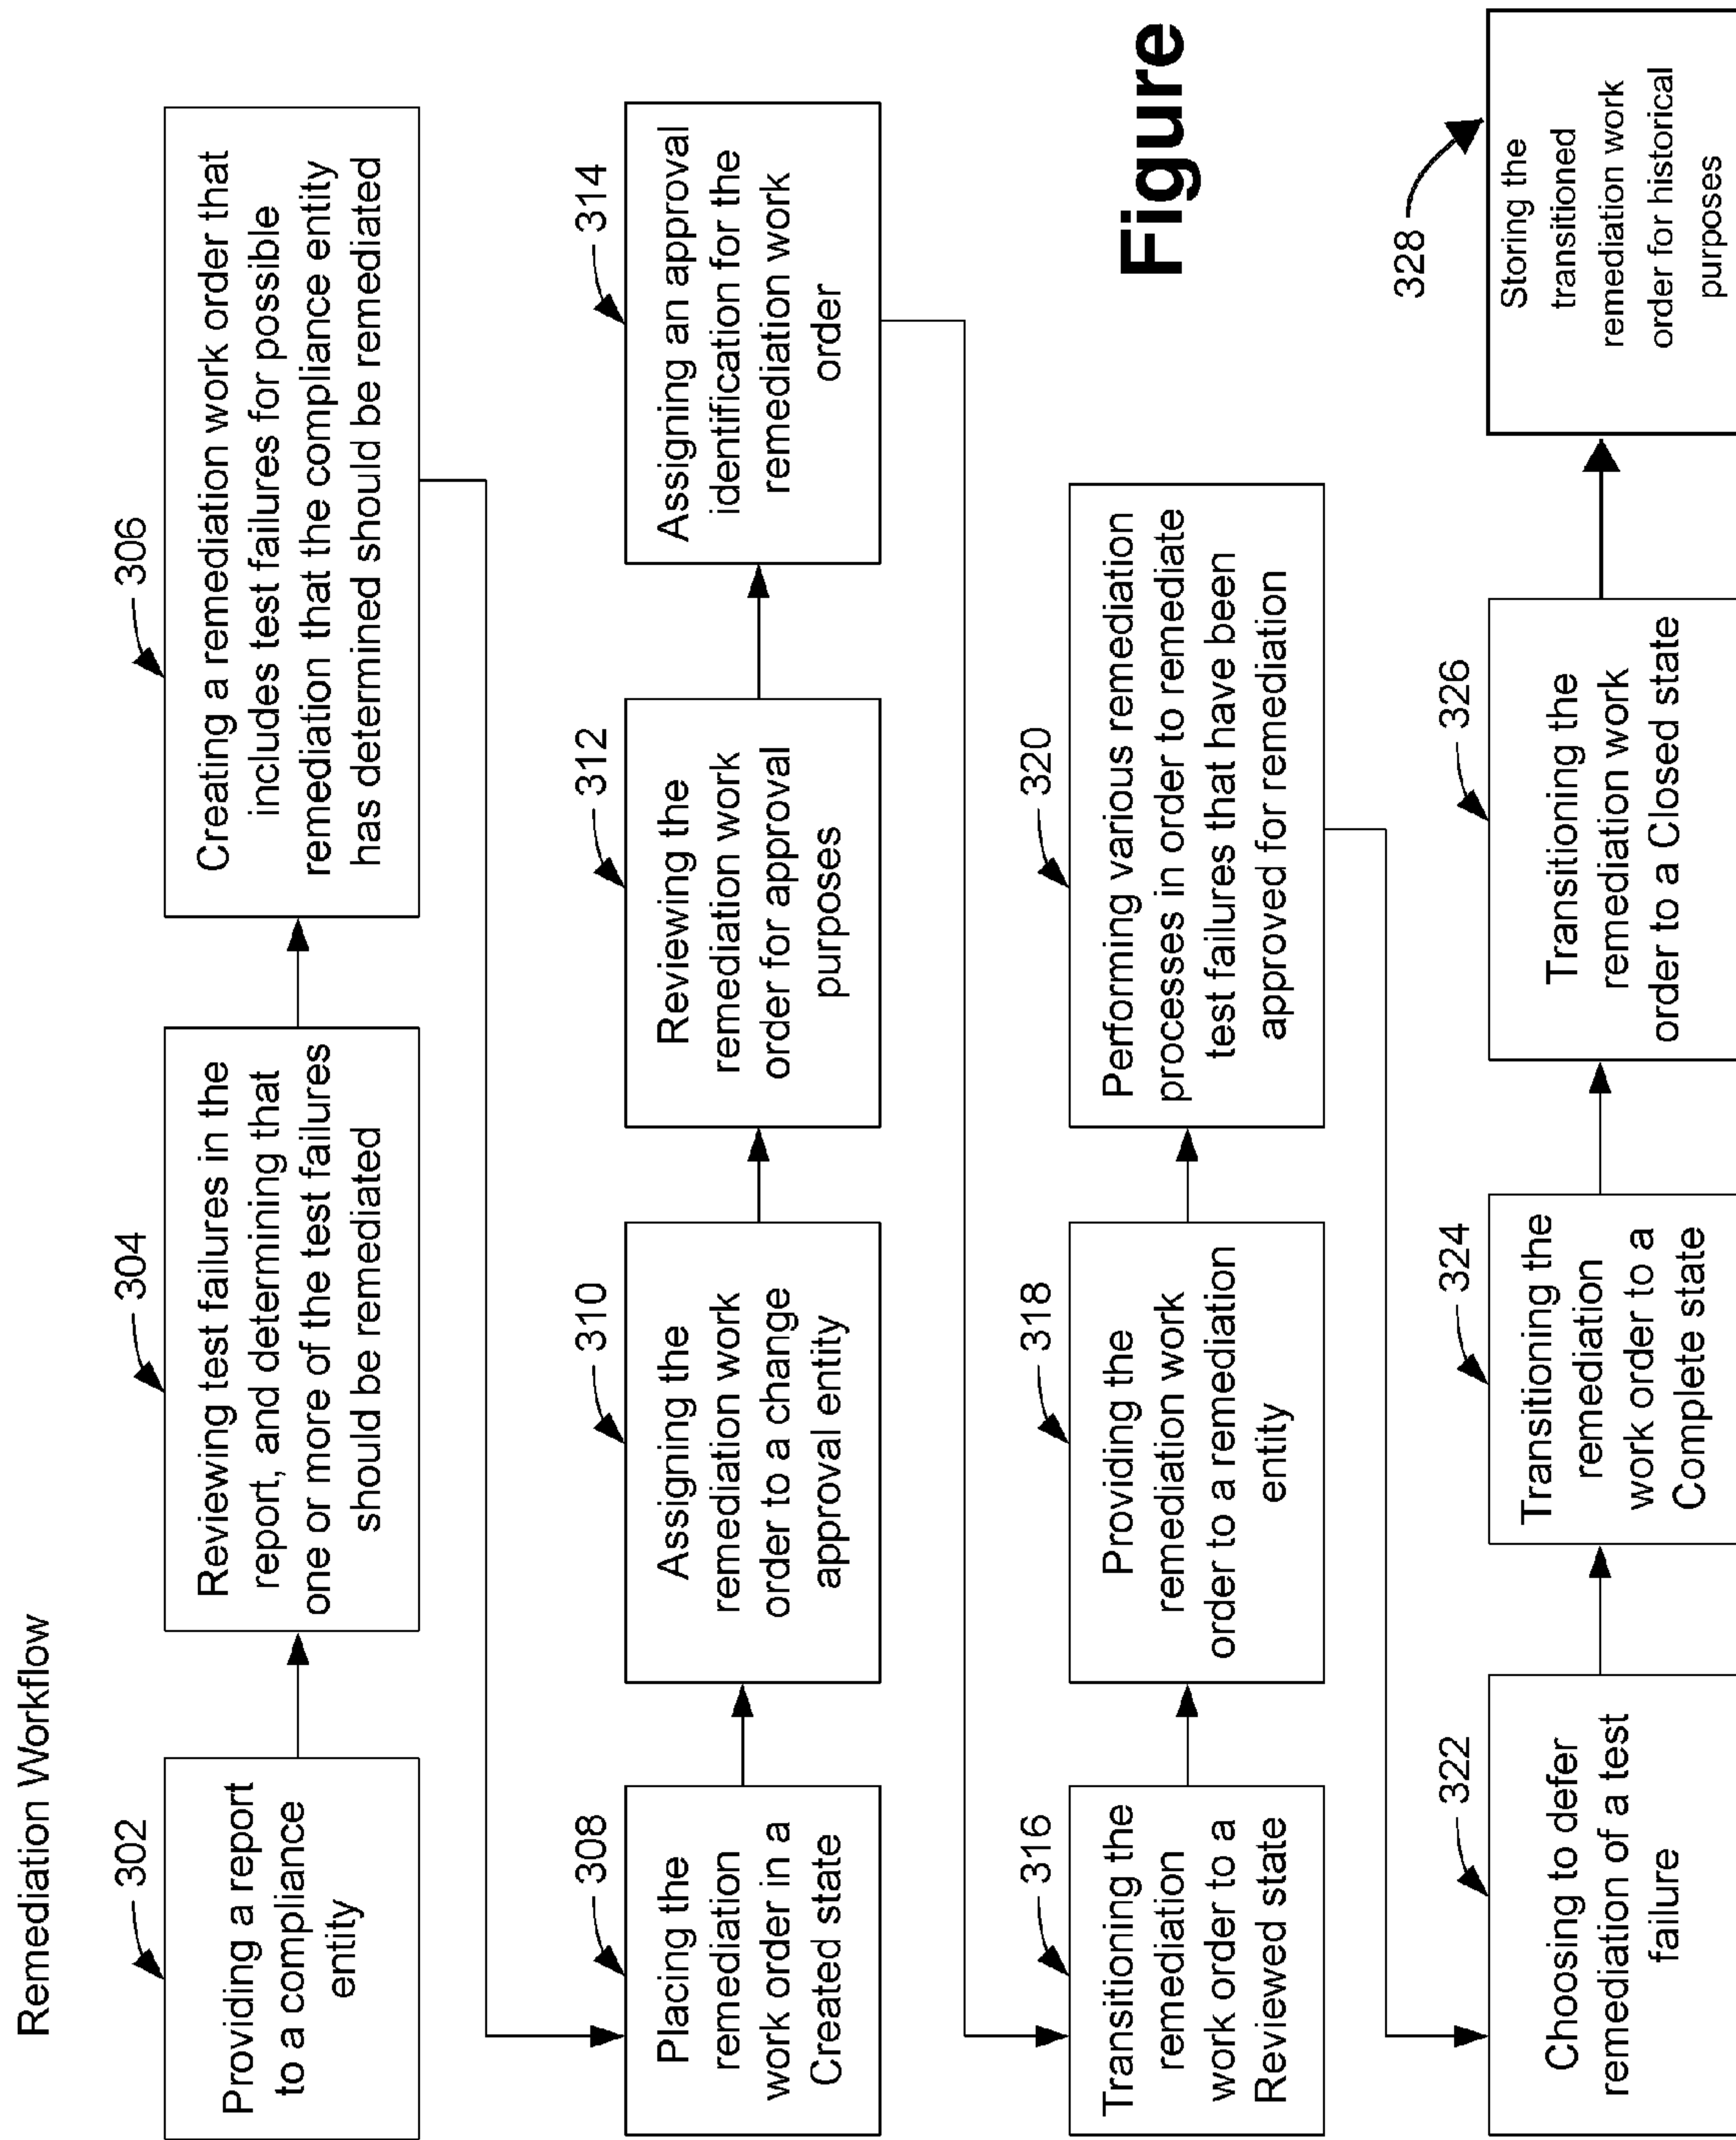 Remediation Workflow
302
Providing a report
to a compliance
entity
304
Reviewing test failures in the
report, and determining that
one or more of the test failures
should be remediated
306
Creating a remediation work order that
includes test failures for possible
remediation that the compliance entity
has determined should be remediated
308
Placing the
remediation
work order in a
Created state
310
Assigning the
remediation work
order to a change
approval entity
312
Reviewing the
remediation work
order for approval
purposes
314
Assigning an approval
identification for the
remediation work
order
316
Transitioning the
remediation
work order to a
Reviewed state
318
Providing the
remediation work
order to a remediation
entity
320
Performing various remediation
processes in order to remediate
test failures that have been
approved for remediation
Figure
322
Choosing to defer
remediation of a test
failure
324
Transitioning the
remediation
work order to a
Complete state
326
Transitioning the
remediation work
order to a Closed state
328
Storing the
transitioned
remediation work
order for historical
purposes